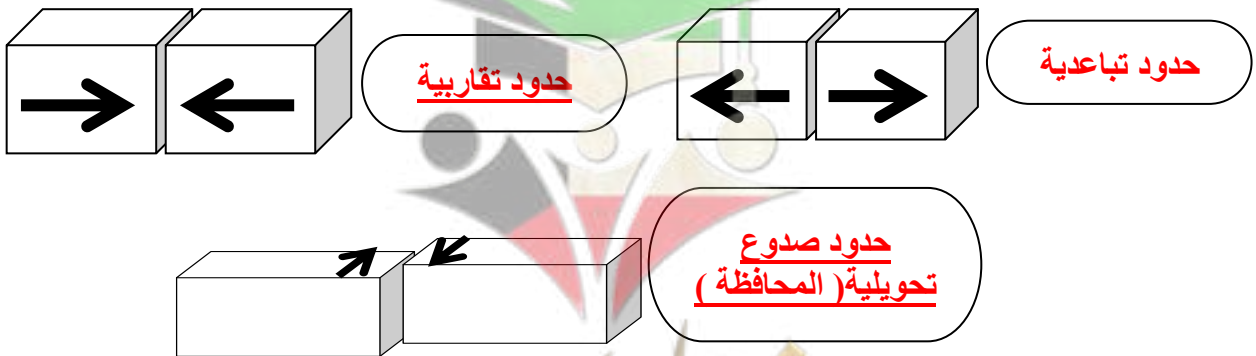 حدود تباعدية
حدود تقاربية
حدود صدوع
تحويلية( المحافظة )